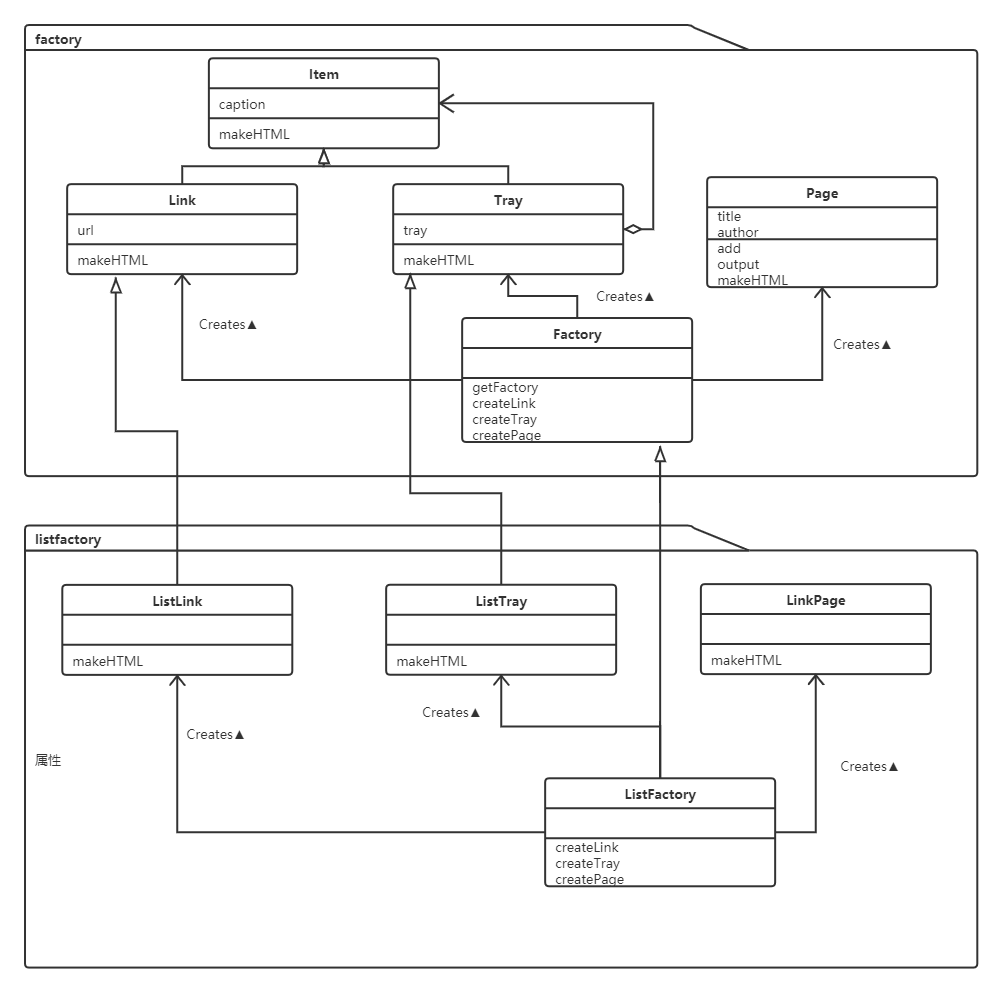 factory
Item
caption
makeHTML
Link
url
makeHTML
Tray
tray
makeHTML
Page
title
author
add
output
makeHTML
Creates▲
Creates▲
Creates▲
Factory
getFactory
createLink
createTray
createPage
listfactory
ListLink
makeHTML
ListTray
makeHTML
LinkPage
makeHTML
Creates▲
Creates▲
Creates▲
属性
ListFactory
createLink
createTray
createPage